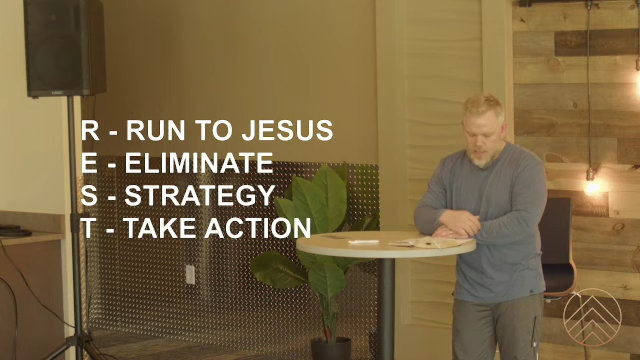 R - RUN TO JESUS
E - ELIMINATE
S - STRATEGY
T - TAKE ACTION